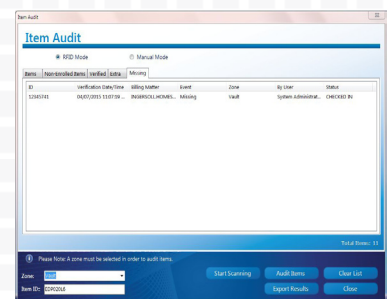 Item Audit
Item Audit
RFID Mode Manual Mode
Items Non-Enrolled Items Verified Extra Missing
ID Verification Date/Time Billing Matter Event Zone By User Status
12345741 04/07/2015 11:07:59 ... INGERSOLL.HOMES... Missing Vault System Administrat... CHECKED IN
Total Items: 11
Please Note: A zone must be selected in order to audit items.
Zone: Vault Start Scanning Audit Items Clear List
Item ID: Export Results Close